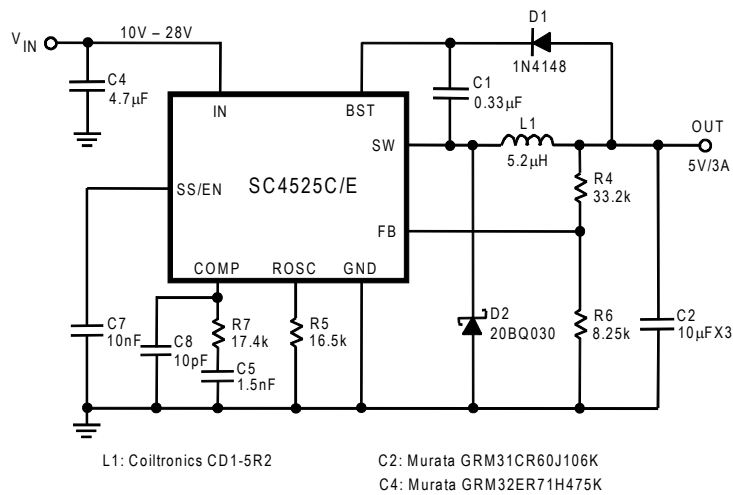 V IN
10V – 28V
D1
1N4148
C4
4.7µF
C1
0.33µF
IN
BST
L1
5.2µH
OUT
5V/3A
SW
SS/EN
SC4525C/E
R4
33.2k
FB
COMP
ROSC
GND
C7
10nF
C8
10pF
R7
17.4k
C5
1.5nF
R5
16.5k
D2
20BQ030
R6
8.25k
C2
10µFX3
L1: Coiltronics CD1-5R2
C2: Murata GRM31CR60J106K
C4: Murata GRM32ER71H475K